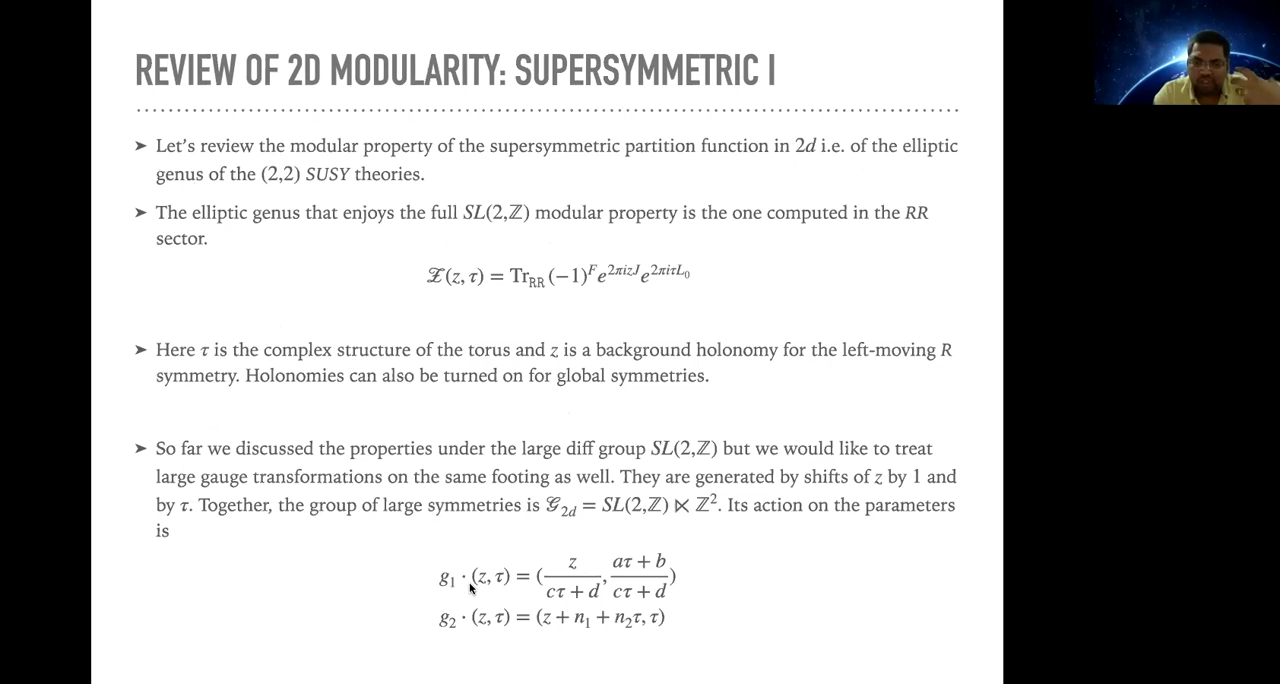 REVIEW OF 2D MODULARITY: SUPERSYMMETRIC I
➤ Let's review the modular property of the supersymmetric partition function in 2d i.e. of the elliptic
genus of the (2,2) SUSY theories.
➤ The elliptic genus that enjoys the full SL(2,ℤ) modular property is the one computed in the RR
sector.
𝒵(z, τ) = Tr_RR (−1)^F e^{2πizJ} e^{2πiτL_0}
➤ Here τ is the complex structure of the torus and z is a background holonomy for the left-moving R
symmetry. Holonomies can also be turned on for global symmetries.
➤ So far we discussed the properties under the large diff group SL(2,ℤ) but we would like to treat
large gauge transformations on the same footing as well. They are generated by shifts of z by 1 and
by τ. Together, the group of large symmetries is 𝒢_{2d} = SL(2,ℤ) ⋉ ℤ^2. Its action on the parameters
is
g_1 · (z, τ) = (z/(cτ + d), (aτ + b)/(cτ + d))
g_2 · (z, τ) = (z + n_1 + n_2τ, τ)